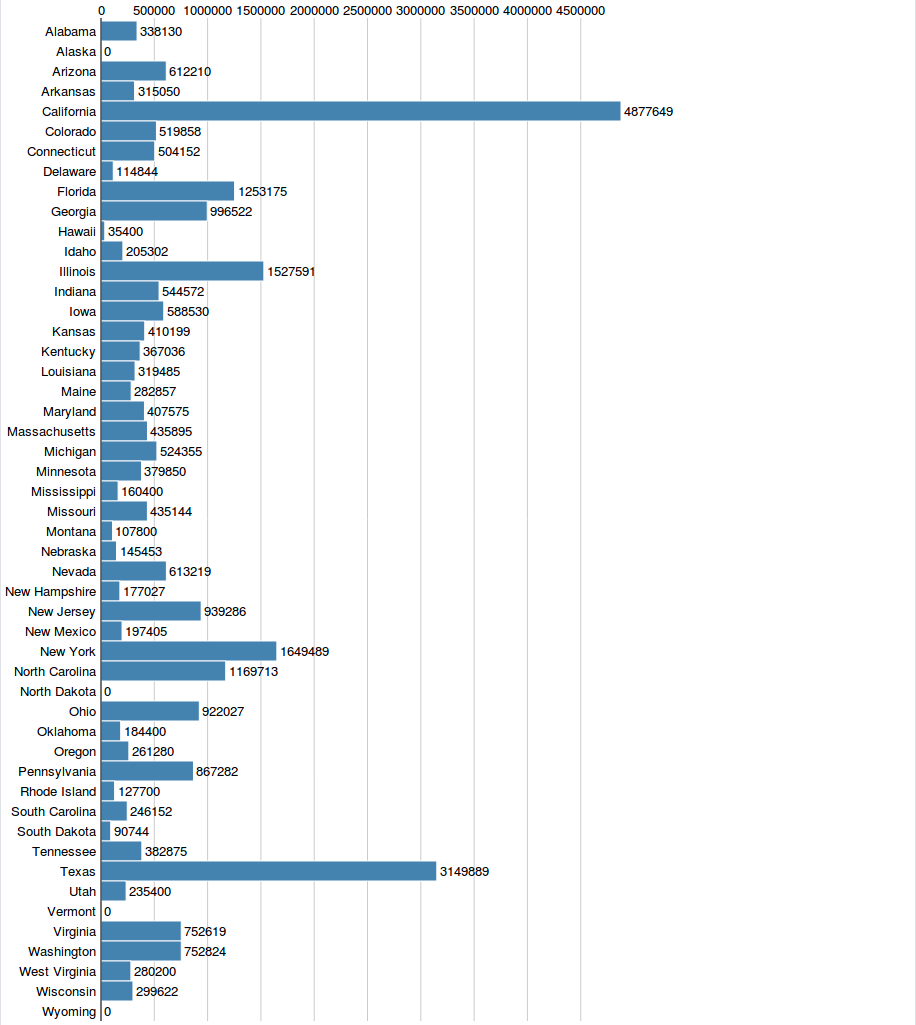 0 500000 1000000 1500000 2000000 2500000 3000000 3500000 4000000 4500000
Alabama 338130
Alaska 0
Arizona 612210
Arkansas 315050
California 4877649
Colorado 519858
Connecticut 504152
Delaware 114844
Florida 1253175
Georgia 996522
Hawaii 35400
Idaho 205302
Illinois 1527591
Indiana 544572
Iowa 588530
Kansas 410199
Kentucky 367036
Louisiana 319485
Maine 282857
Maryland 407575
Massachusetts 435895
Michigan 524355
Minnesota 379850
Mississippi 160400
Missouri 435144
Montana 107800
Nebraska 145453
Nevada 613219
New Hampshire 177027
New Jersey 939286
New Mexico 197405
New York 1649489
North Carolina 1169713
North Dakota 0
Ohio 922027
Oklahoma 184400
Oregon 261280
Pennsylvania 867282
Rhode Island 127700
South Carolina 246152
South Dakota 90744
Tennessee 382875
Texas 3149889
Utah 235400
Vermont 0
Virginia 752619
Washington 752824
West Virginia 280200
Wisconsin 299622
Wyoming 0